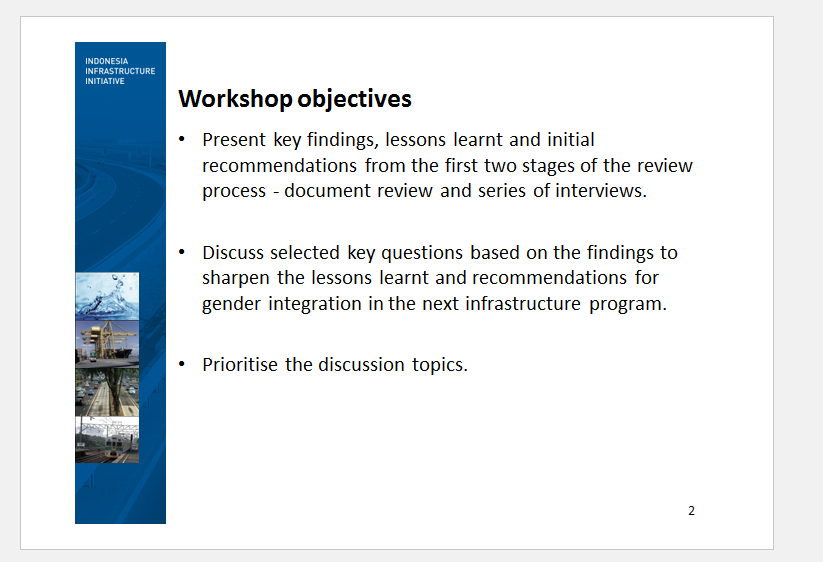 INDONESIA
INFRASTRUCTURE
INITIATIVE
Workshop objectives
• Present key findings, lessons learnt and initial
recommendations from the first two stages of the review
process - document review and series of interviews.
• Discuss selected key questions based on the findings to
sharpen the lessons learnt and recommendations for
gender integration in the next infrastructure program.
• Prioritise the discussion topics.
2